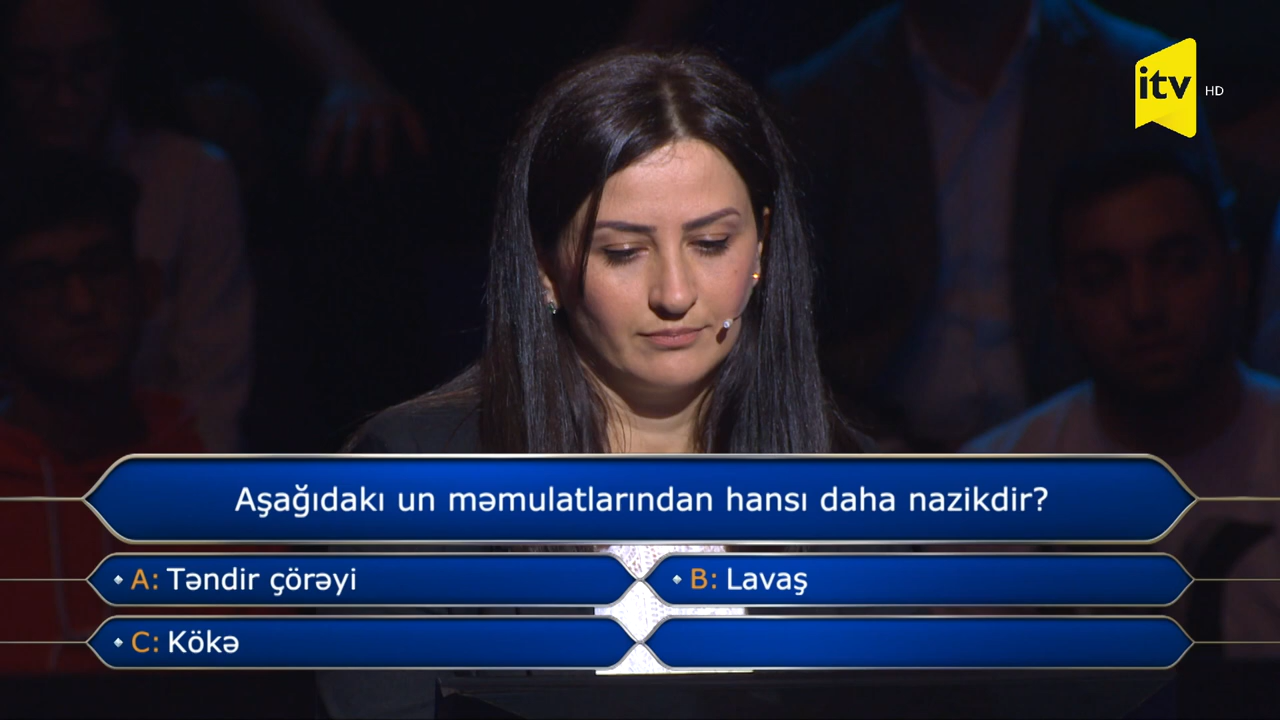 itv HD
Aşağıdakı un məmulatlarından hansı daha nazikdir?
A: Təndir çörəyi
B: Lavaş
C: Kökə